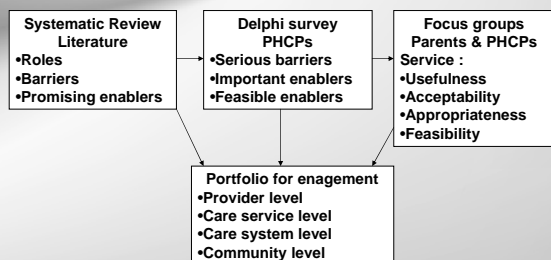 Systematic Review
Literature
•Roles
•Barriers
•Promising enablers
Delphi survey
PHCPs
•Serious barriers
•Important enablers
•Feasible enablers
Focus groups
Parents & PHCPs
Service :
•Usefulness
•Acceptability
•Appropriateness
•Feasibility
Portfolio for enagement
•Provider level
•Care service level
•Care system level
•Community level